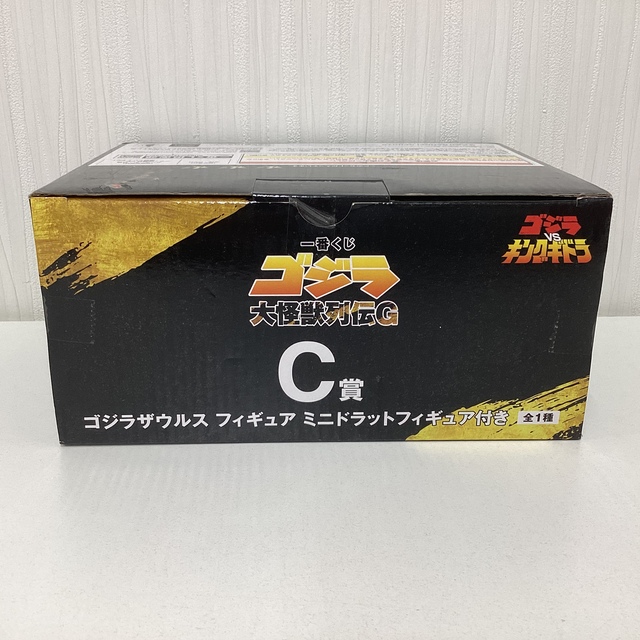 一番くじ
ゴジラ
大怪獣列伝G
C賞
ゴジラザウルス フィギュア ミニドラットフィギュア付き 全1種
ゴジラ
VS
キングギドラ